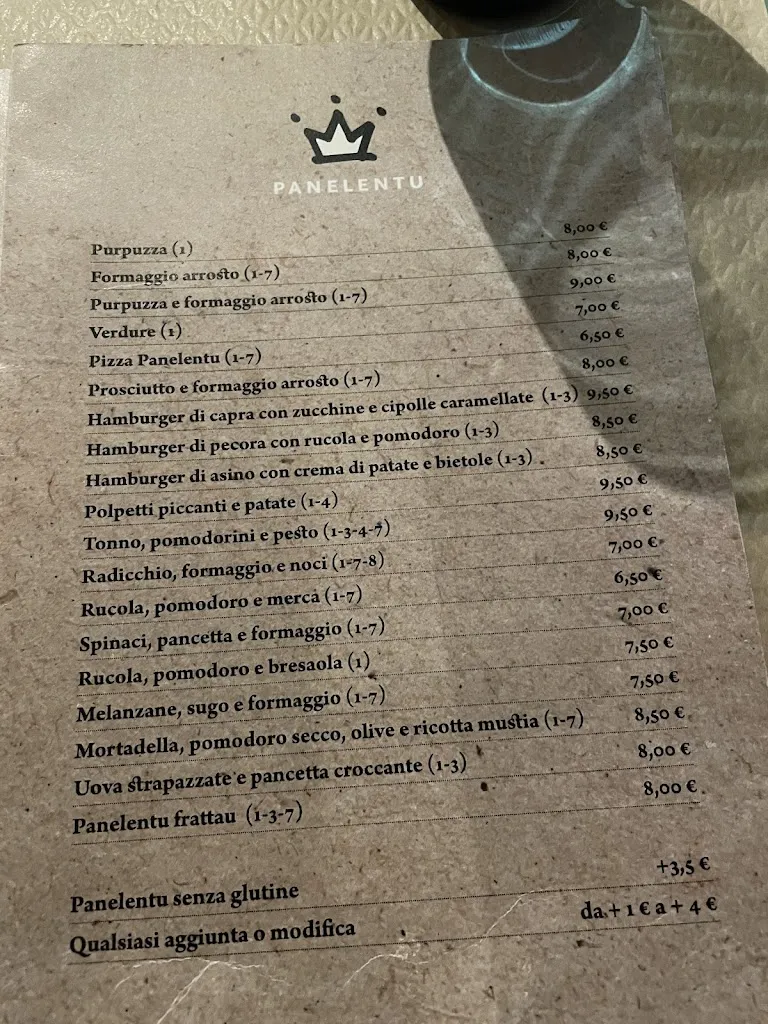 PANELENTU
Purpuzza (1) 8,00 €
Formaggio arrosto (1-7) 8,00 €
Purpuzza e formaggio arrosto (1-7) 9,00 €
Verdure (1) 7,00 €
Pizza Panelentu (1-7) 6,50 €
Prosciutto e formaggio arrosto (1-7) 8,00 €
Hamburger di capra con zucchine e cipolle caramellate (1-3) 9,50 €
Hamburger di pecora con rucola e pomodoro (1-3) 8,50 €
Hamburger di asino con crema di patate e bietole (1-3) 8,50 €
Polpetti piccanti e patate (1-4) 9,50 €
Tonno, pomodorini e pesto (1-3-4-7) 9,50 €
Radicchio, formaggio e noci (1-7-8) 7,00 €
Rucola, pomodoro e merca (1-7) 6,50 €
Spinaci, pancetta e formaggio (1-7) 7,00 €
Rucola, pomodoro e bresaola (1) 7,50 €
Melanzane, sugo e formaggio (1-7) 7,50 €
Mortadella, pomodoro secco, olive e ricotta mustia (1-7) 8,50 €
Uova strapazzate e pancetta croccante (1-3) 8,00 €
Panelentu frattau (1-3-7) 8,00 €
Panelentu senza glutine +3,5 €
Qualsiasi aggiunta o modifica da + 1 € a + 4 €